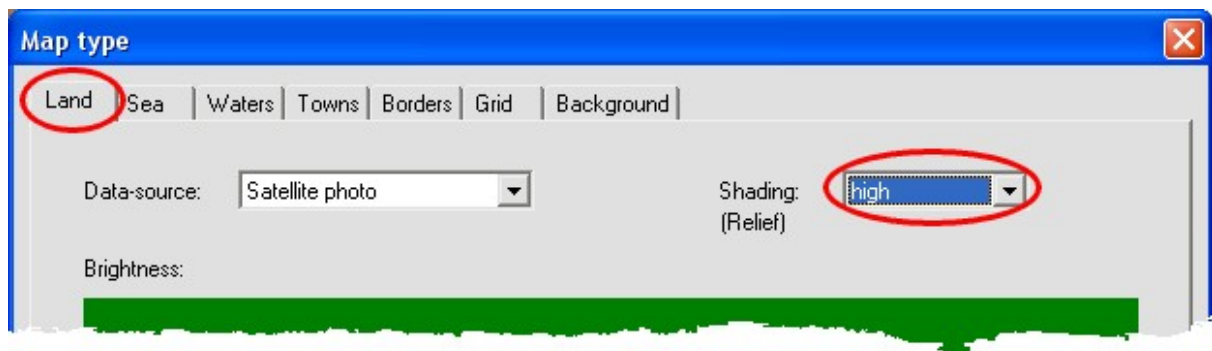 Map type
Land Sea Waters Towns Borders Grid Background
Data-source: Satellite photo Shading: high
(Relief)
Brightness: